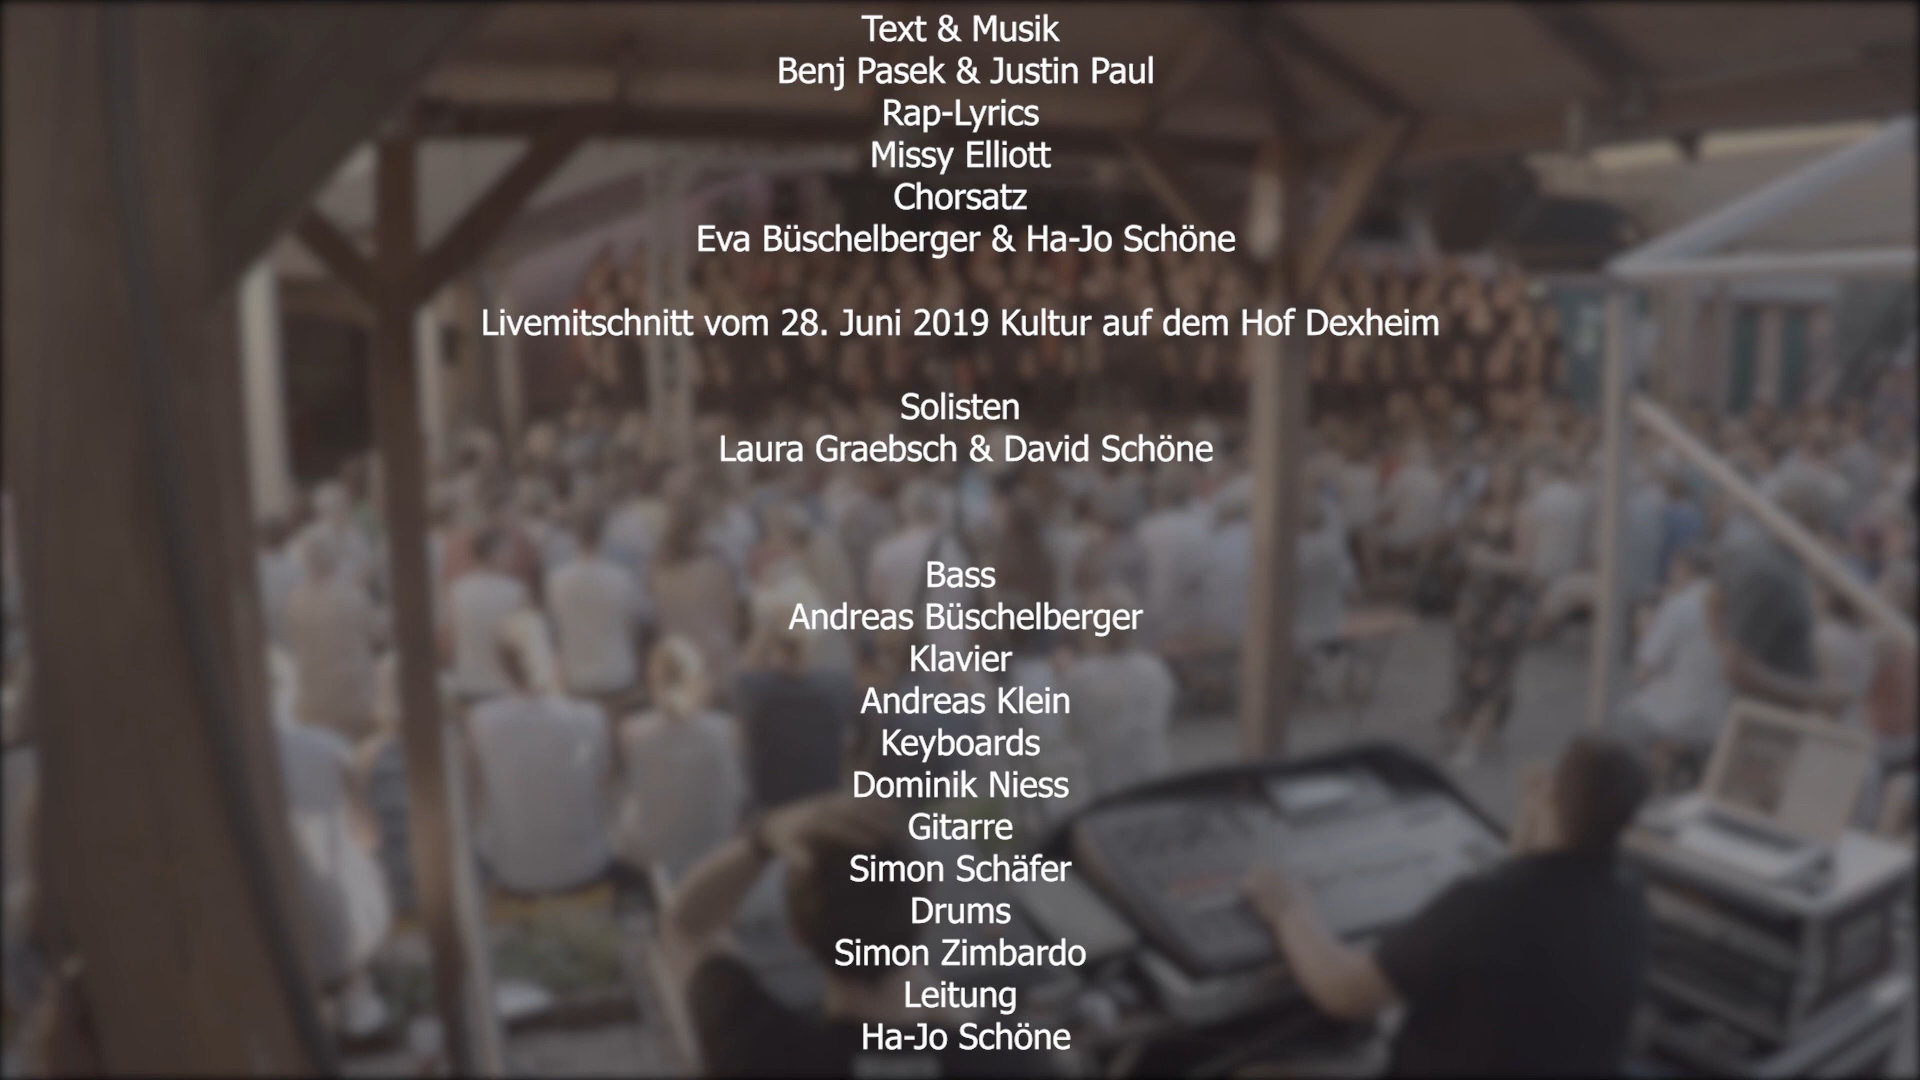 Text & Musik
Benj Pasek & Justin Paul
Rap-Lyrics
Missy Elliott
Chorsatz
Eva Büschelberger & Ha-Jo Schöne
Livemitschnitt vom 28. Juni 2019 Kultur auf dem Hof Dexheim
Solisten
Laura Graebsch & David Schöne
Bass
Andreas Büschelberger
Klavier
Andreas Klein
Keyboards
Dominik Niess
Gitarre
Simon Schäfer
Drums
Simon Zimbardo
Leitung
Ha-Jo Schöne